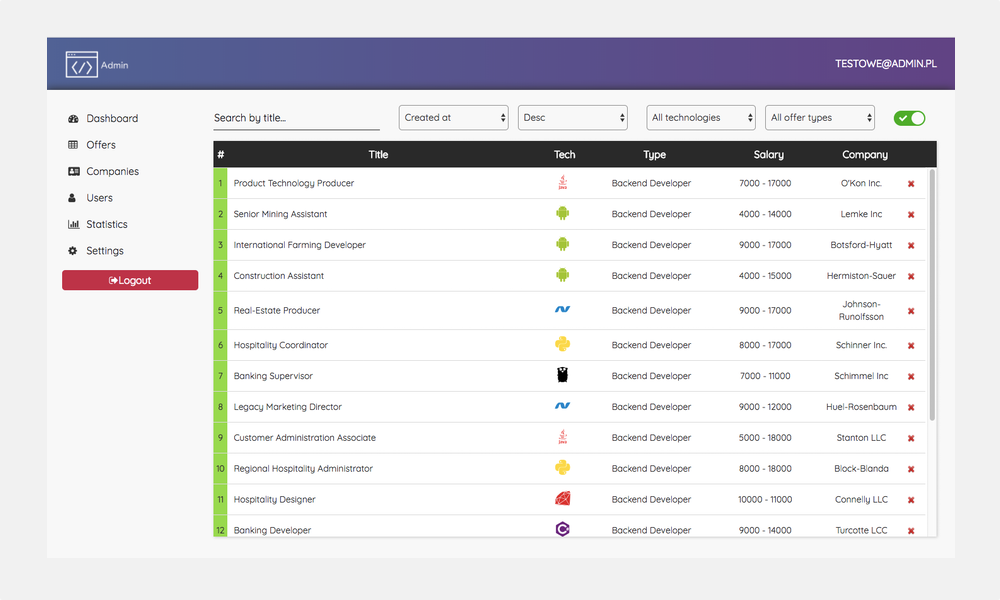 Admin
TESTOWE@ADMIN.PL
Dashboard
Offers
Companies
Users
Statistics
Settings
Logout
Search by title...
Created at
Desc
All technologies
All offer types
# Title Tech Type Salary Company
1 Product Technology Producer Java Backend Developer 7000 - 17000 O'Kon Inc.
2 Senior Mining Assistant Backend Developer 4000 - 14000 Lemke Inc
3 International Farming Developer Backend Developer 9000 - 17000 Botsford-Hyatt
4 Construction Assistant Backend Developer 4000 - 15000 Hermiston-Sauer
5 Real-Estate Producer Backend Developer 9000 - 17000 Johnson-
Runolfsson
6 Hospitality Coordinator Backend Developer 8000 - 17000 Schinner Inc.
7 Banking Supervisor Backend Developer 7000 - 11000 Schimmel Inc
8 Legacy Marketing Director Backend Developer 9000 - 12000 Huel-Rosenbaum
9 Customer Administration Associate Java Backend Developer 5000 - 18000 Stanton LLC
10 Regional Hospitality Administrator Backend Developer 8000 - 18000 Block-Blanda
11 Hospitality Designer Backend Developer 10000 - 11000 Connelly LLC
12 Banking Developer C Backend Developer 9000 - 14000 Turcotte LCC